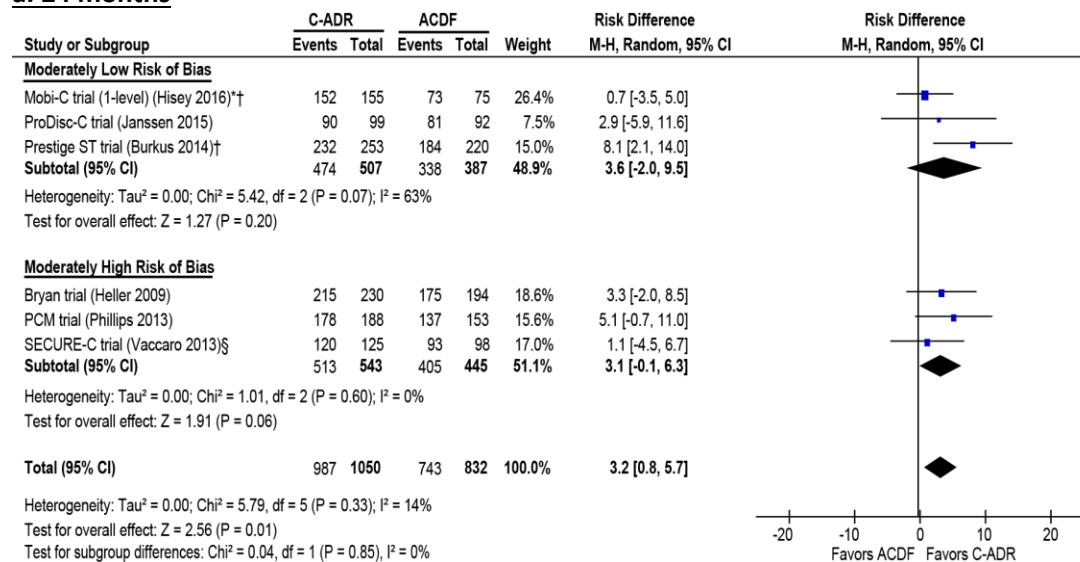 C-ADR ACDF Risk Difference Risk Difference
Study or Subgroup Events Total Events Total Weight M-H, Random, 95% CI M-H, Random, 95% CI
Moderately Low Risk of Bias
Mobi-C trial (1-level) (Hisey 2016)*† 152 155 73 75 26.4% 0.7 [-3.5, 5.0]
ProDisc-C trial (Janssen 2015) 90 99 81 92 7.5% 2.9 [-5.9, 11.6]
Prestige ST trial (Burkus 2014)† 232 253 184 220 15.0% 8.1 [2.1, 14.0]
Subtotal (95% CI) 474 507 338 387 48.9% 3.6 [-2.0, 9.5]
Heterogeneity: Tau² = 0.00; Chi² = 5.42, df = 2 (P = 0.07); I² = 63%
Test for overall effect: Z = 1.27 (P = 0.20)
Moderately High Risk of Bias
Bryan trial (Heller 2009) 215 230 175 194 18.6% 3.3 [-2.0, 8.5]
PCM trial (Phillips 2013) 178 188 137 153 15.6% 5.1 [-0.7, 11.0]
SECURE-C trial (Vaccaro 2013)§ 120 125 93 98 17.0% 1.1 [-4.5, 6.7]
Subtotal (95% CI) 513 543 405 445 51.1% 3.1 [-0.1, 6.3]
Heterogeneity: Tau² = 0.00; Chi² = 1.01, df = 2 (P = 0.60); I² = 0%
Test for overall effect: Z = 1.91 (P = 0.06)
Total (95% CI) 987 1050 743 832 100.0% 3.2 [0.8, 5.7]
Heterogeneity: Tau² = 0.00; Chi² = 5.79, df = 5 (P = 0.33); I² = 14%
Test for overall effect: Z = 2.56 (P = 0.01)
Test for subgroup differences: Chi² = 0.04, df = 1 (P = 0.85), I² = 0%
-20 -10 0 10 20
Favors ACDF Favors C-ADR